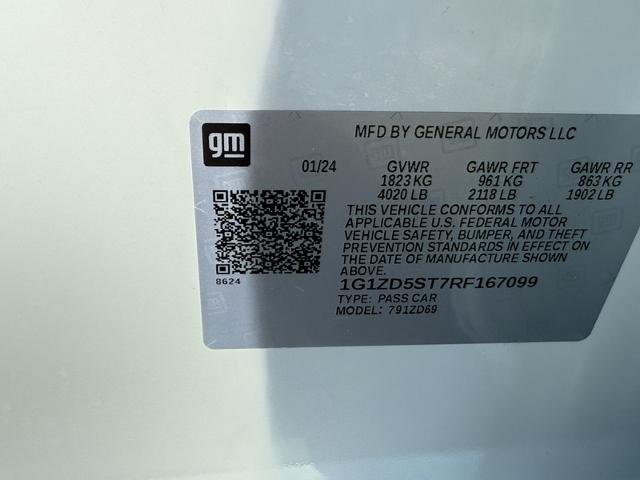 gm
MFD BY GENERAL MOTORS LLC
01/24 GVWR GAWR FRT GAWR RR
1823 KG 961 KG 863 KG
4020 LB 2118 LB 1902 LB
THIS VEHICLE CONFORMS TO ALL
APPLICABLE U.S. FEDERAL MOTOR
VEHICLE SAFETY, BUMPER, AND THEFT
PREVENTION STANDARDS IN EFFECT ON
THE DATE OF MANUFACTURE SHOWN
ABOVE.
8624
1G1ZD5ST7RF167099
TYPE: PASS CAR
MODEL: 791ZD69